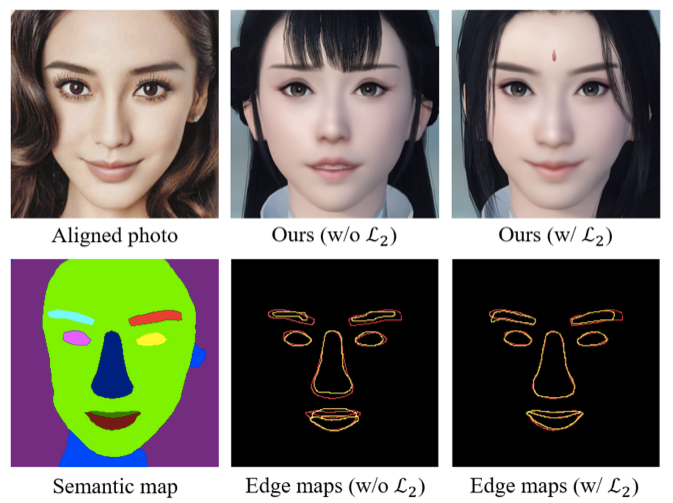 Aligned photo
Ours (w/o ℒ₂)
Ours (w/ ℒ₂)
Semantic map
Edge maps (w/o ℒ₂)
Edge maps (w/ ℒ₂)